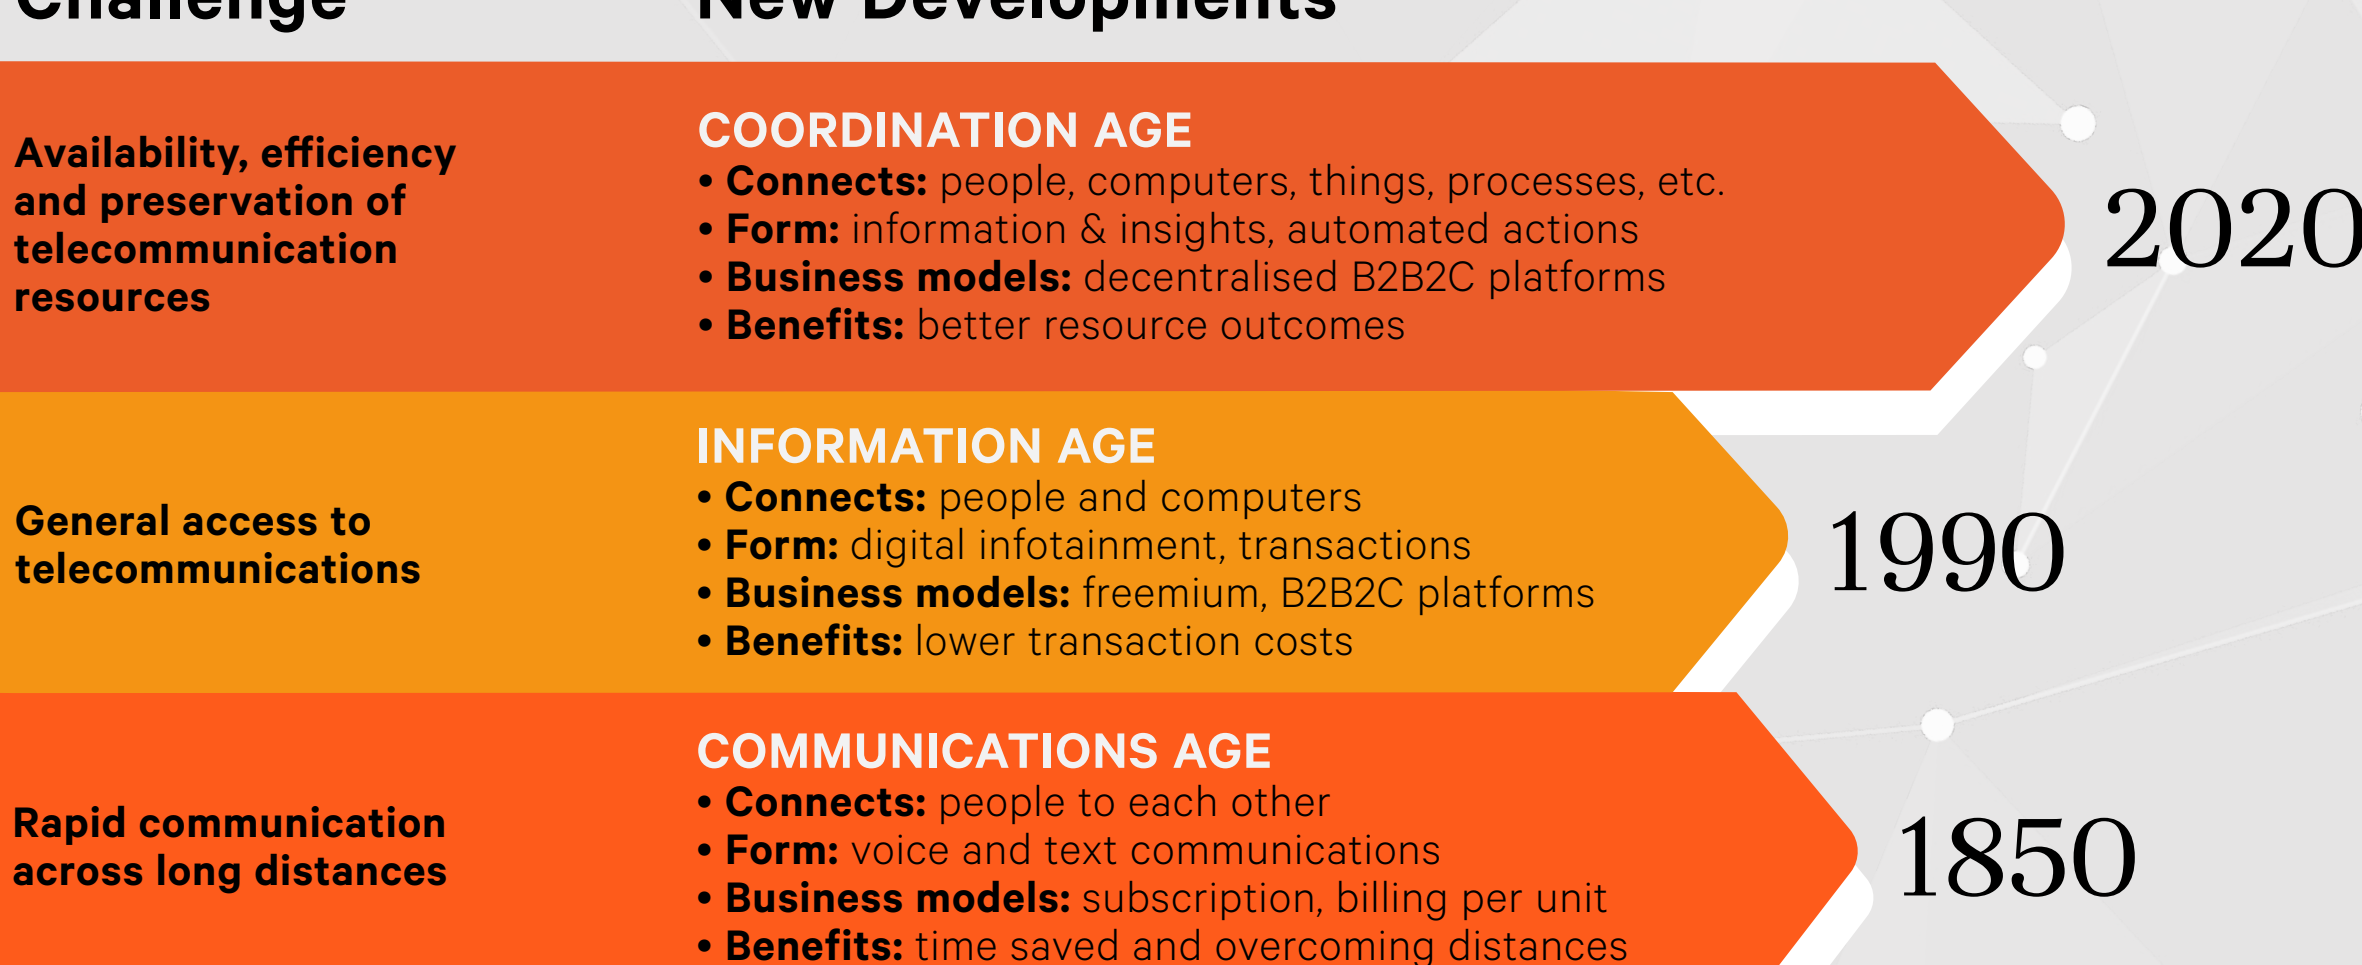 Challenge
New Developments
Availability, efficiency
and preservation of
telecommunication
resources
COORDINATION AGE
• Connects: people, computers, things, processes, etc.
• Form: information & insights, automated actions
• Business models: decentralised B2B2C platforms
• Benefits: better resource outcomes
2020
General access to
telecommunications
INFORMATION AGE
• Connects: people and computers
• Form: digital infotainment, transactions
• Business models: freemium, B2B2C platforms
• Benefits: lower transaction costs
1990
Rapid communication
across long distances
COMMUNICATIONS AGE
• Connects: people to each other
• Form: voice and text communications
• Business models: subscription, billing per unit
• Benefits: time saved and overcoming distances
1850